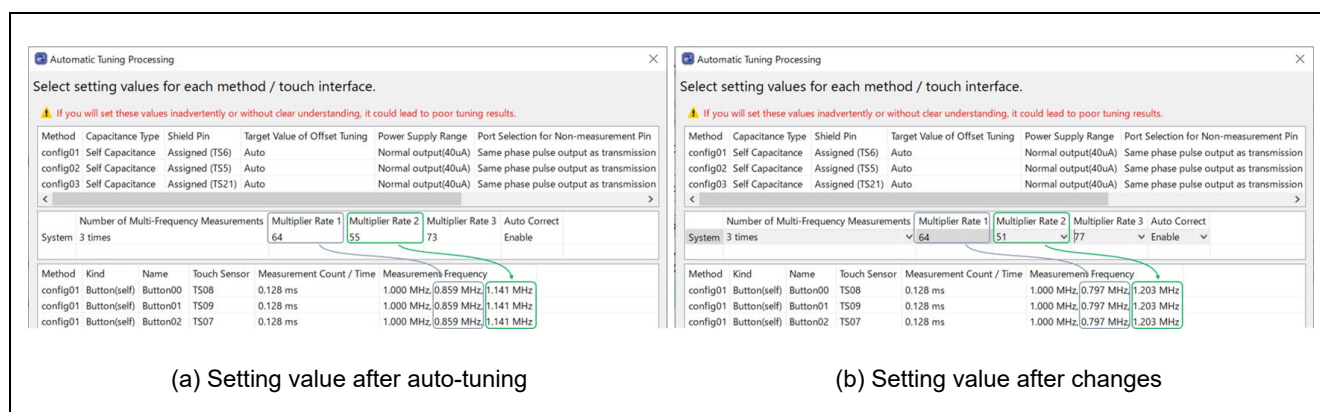 Automatic Tuning Processing
Select setting values for each method / touch interface.
If you will set these values inadvertently or without clear understanding, it could lead to poor tuning results.
Method Capacitance Type Shield Pin Target Value of Offset Tuning Power Supply Range Port Selection for Non-measurement Pin
config01 Self Capacitance Assigned (TS6) Auto Normal output(40uA) Same phase pulse output as transmission
config02 Self Capacitance Assigned (TS5) Auto Normal output(40uA) Same phase pulse output as transmission
config03 Self Capacitance Assigned (TS21) Auto Normal output(40uA) Same phase pulse output as transmission
Number of Multi-Frequency Measurements Multiplier Rate 1 Multiplier Rate 2 Multiplier Rate 3 Auto Correct
System 3 times 64 55 73 Enable
Method Kind Name Touch Sensor Measurement Count / Time Measurement Frequency
config01 Button(self) Button00 TS08 0.128 ms 1.000 MHz, 0.859 MHz, 1.141 MHz
config01 Button(self) Button01 TS09 0.128 ms 1.000 MHz, 0.859 MHz, 1.141 MHz
config01 Button(self) Button02 TS07 0.128 ms 1.000 MHz, 0.859 MHz, 1.141 MHz
(a) Setting value after auto-tuning
Automatic Tuning Processing
Select setting values for each method / touch interface.
If you will set these values inadvertently or without clear understanding, it could lead to poor tuning results.
Method Capacitance Type Shield Pin Target Value of Offset Tuning Power Supply Range Port Selection for Non-measurement Pin
config01 Self Capacitance Assigned (TS6) Auto Normal output(40uA) Same phase pulse output as transmission
config02 Self Capacitance Assigned (TS5) Auto Normal output(40uA) Same phase pulse output as transmission
config03 Self Capacitance Assigned (TS21) Auto Normal output(40uA) Same phase pulse output as transmission
Number of Multi-Frequency Measurements Multiplier Rate 1 Multiplier Rate 2 Multiplier Rate 3 Auto Correct
System 3 times 64 51 77 Enable
Method Kind Name Touch Sensor Measurement Count / Time Measurement Frequency
config01 Button(self) Button00 TS08 0.128 ms 1.000 MHz, 0.797 MHz, 1.203 MHz
config01 Button(self) Button01 TS09 0.128 ms 1.000 MHz, 0.797 MHz, 1.203 MHz
config01 Button(self) Button02 TS07 0.128 ms 1.000 MHz, 0.797 MHz, 1.203 MHz
(b) Setting value after changes